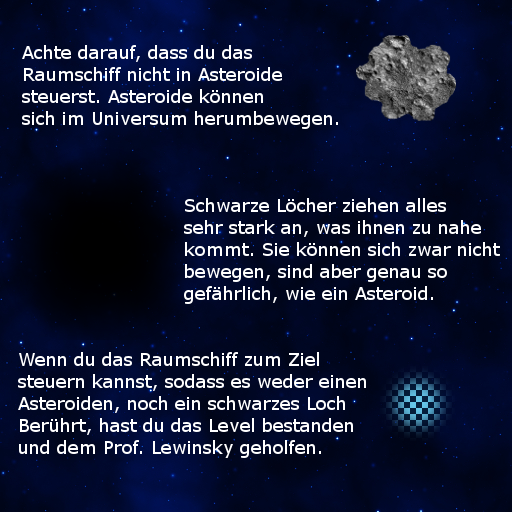 Achte darauf, dass du das
Raumschiff nicht in Asteroide
steuerst. Asteroide können
sich im Universum herumbewegen.
Schwarze Löcher ziehen alles
sehr stark an, was ihnen zu nahe
kommt. Sie können sich zwar nicht
bewegen, sind aber genau so
gefährlich, wie ein Asteroid.
Wenn du das Raumschiff zum Ziel
steuern kannst, sodass es weder einen
Asteroiden, noch ein schwarzes Loch
Berührt, hast du das Level bestanden
und dem Prof. Lewinsky geholfen.